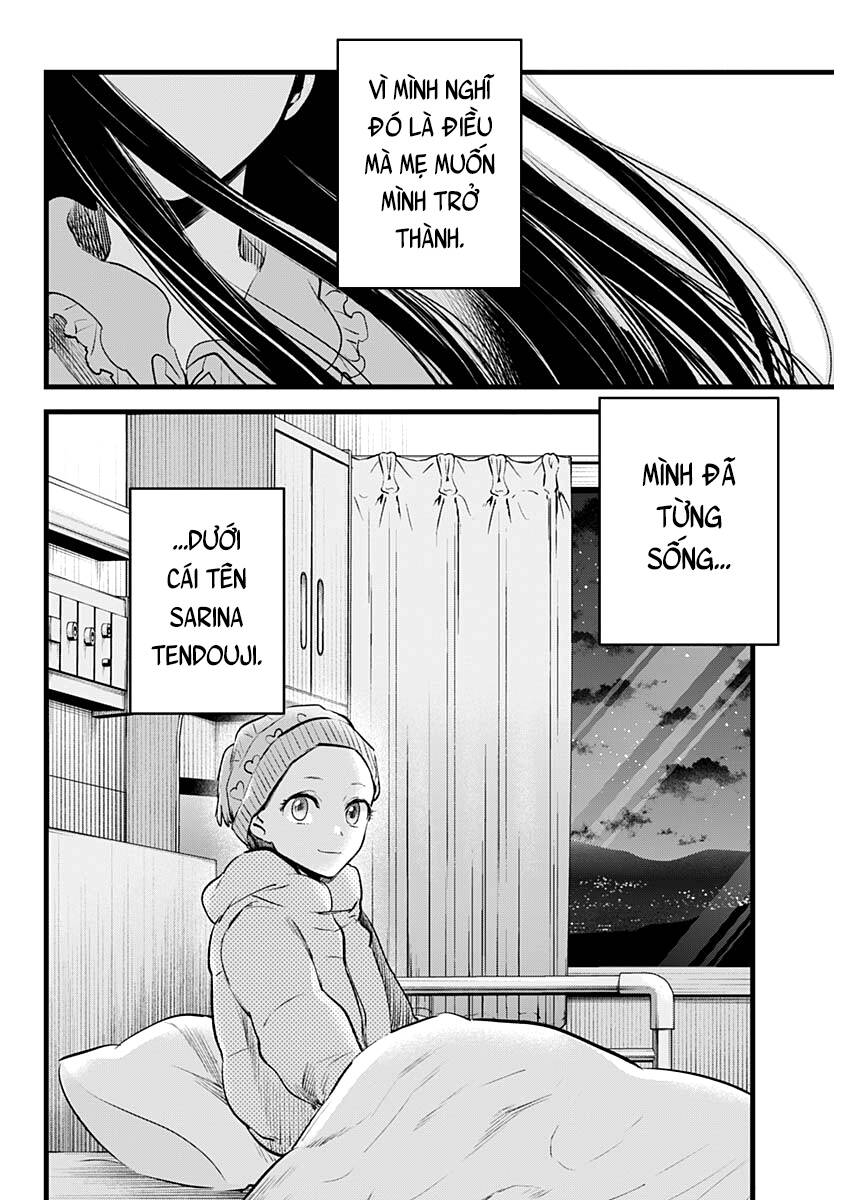 VÌ MÌNH NGHĨ
ĐÓ LÀ ĐIỀU
MÀ MẸ MUỐN
MÌNH TRỞ
THÀNH.
MÌNH ĐÃ
TỪNG
SỐNG...
...DƯỚI
CÁI TÊN
SARINA
TENDOUJI.